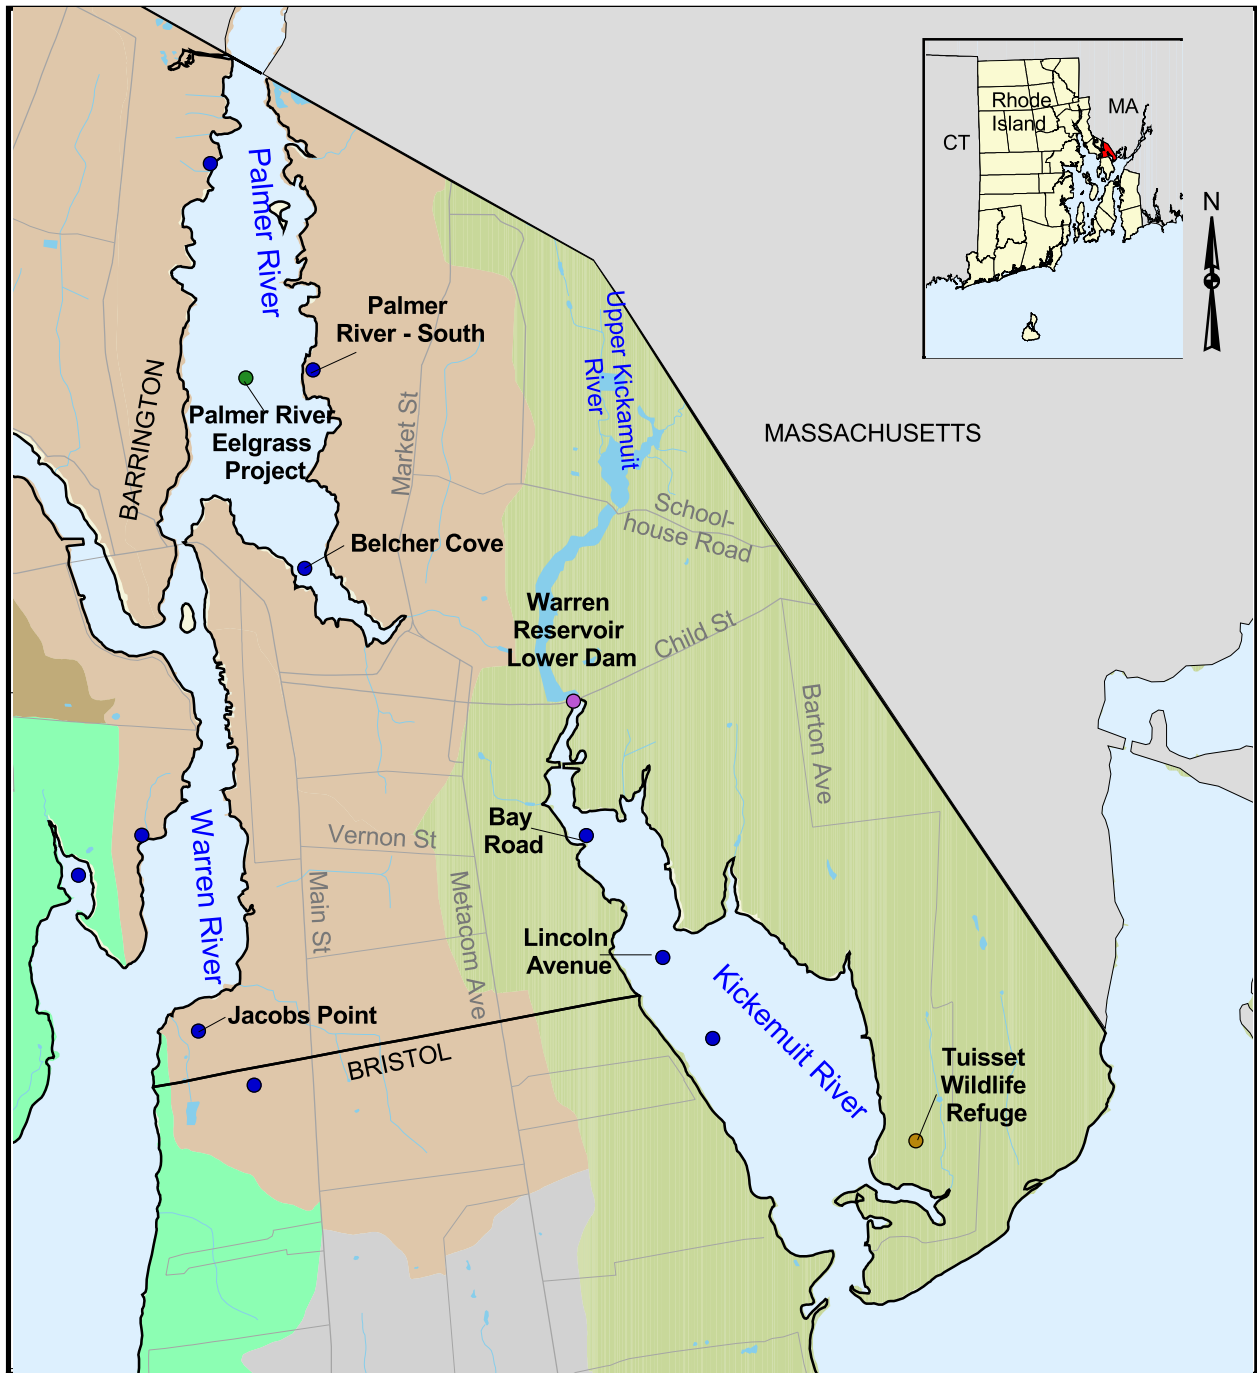 Rhode
Island
MA
CT
N
Palmer River
Palmer
River - South
Upper Kickamuit
River
BARRINGTON
Palmer River
Eelgrass
Project
Market St
MASSACHUSETTS
School-
house Road
Belcher Cove
Warren
Reservoir
Lower Dam
Child St
Barton Ave
Bay
Road
Vernon St
Warren River
Main St
Metacom Ave
Lincoln
Avenue
Kickemuit River
Jacobs Point
BRISTOL
Tuisset
Wildlife
Refuge